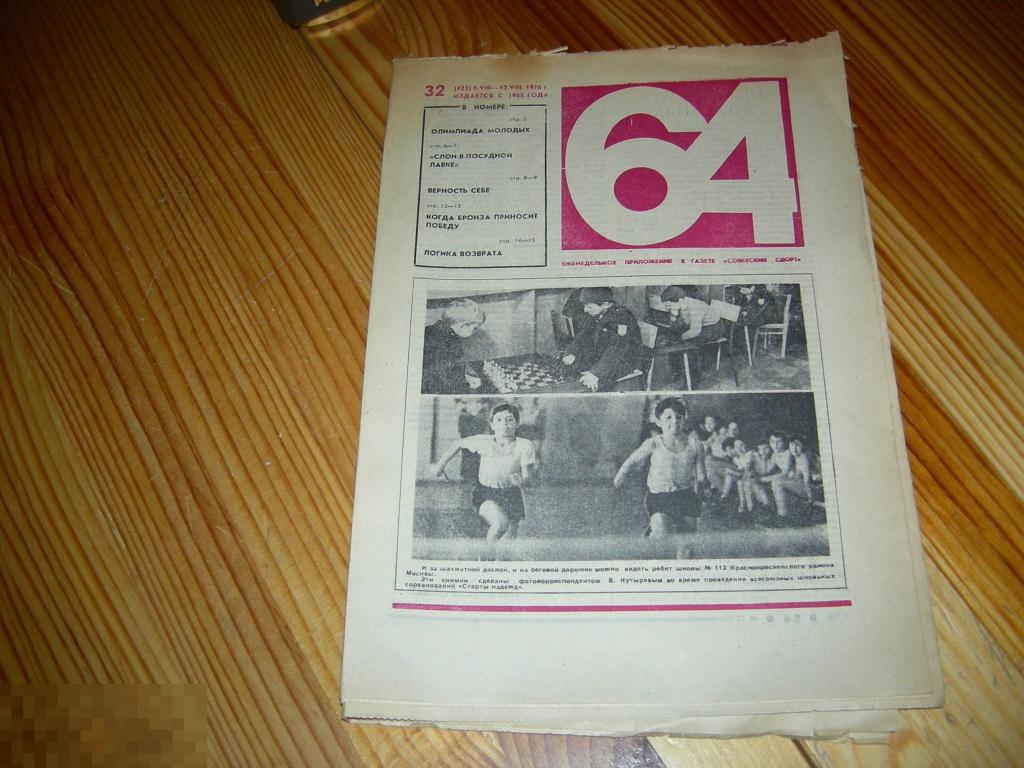 32
(423) 6.VIII—12.VIII. 1976 г.
ИЗДАЕТСЯ С 1968 ГОДА
64
В НОМЕРЕ:
стр. 3
ОЛИМПИАДА МОЛОДЫХ
стр. 6—7
«СЛОН В ПОСУДНОЙ
ЛАВКЕ»
стр. 8—9
ВЕРНОСТЬ СЕБЕ
стр. 12—13
КОГДА БРОНЗА ПРИНОСИТ
ПОБЕДУ
стр. 14—15
ЛОГИКА ВОЗВРАТА
ЕЖЕНЕДЕЛЬНОЕ ПРИЛОЖЕНИЕ К ГАЗЕТЕ «СОВЕТСКИЙ СПОРТ»
И за шахматной доской, и на беговой дорожке можно видеть ребят школы № 112 Краснопресненского района
Москвы.
Эти снимки сделаны фотокорреспондентом В. Кутыревым во время проведения всесоюзных школьных
соревнований «Старты надежд».